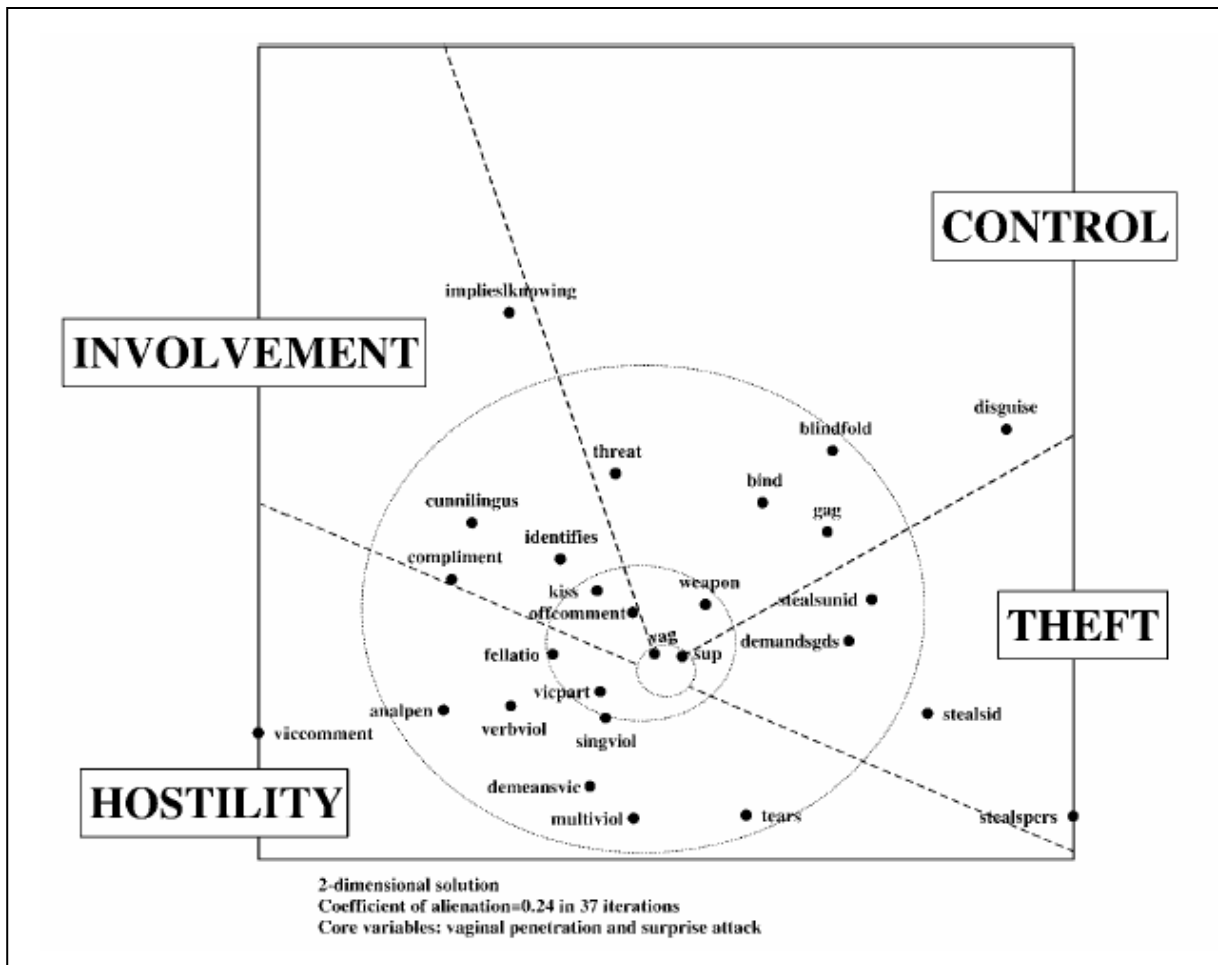 CONTROL
implieslknowing
INVOLVEMENT
disguise
blindfold
threat
bind
cunnilingus
gag
identifies
compliment
kiss
weapon
stealsunid
offcomment
THEFT
vag
demandsgds
sup
fellatio
vicpart
analpen
verbviol
stealsid
singviol
viccomment
demeansvic
HOSTILITY
multiviol
tears
stealspers
2-dimensional solution
Coefficient of alienation=0.24 in 37 iterations
Core variables: vaginal penetration and surprise attack